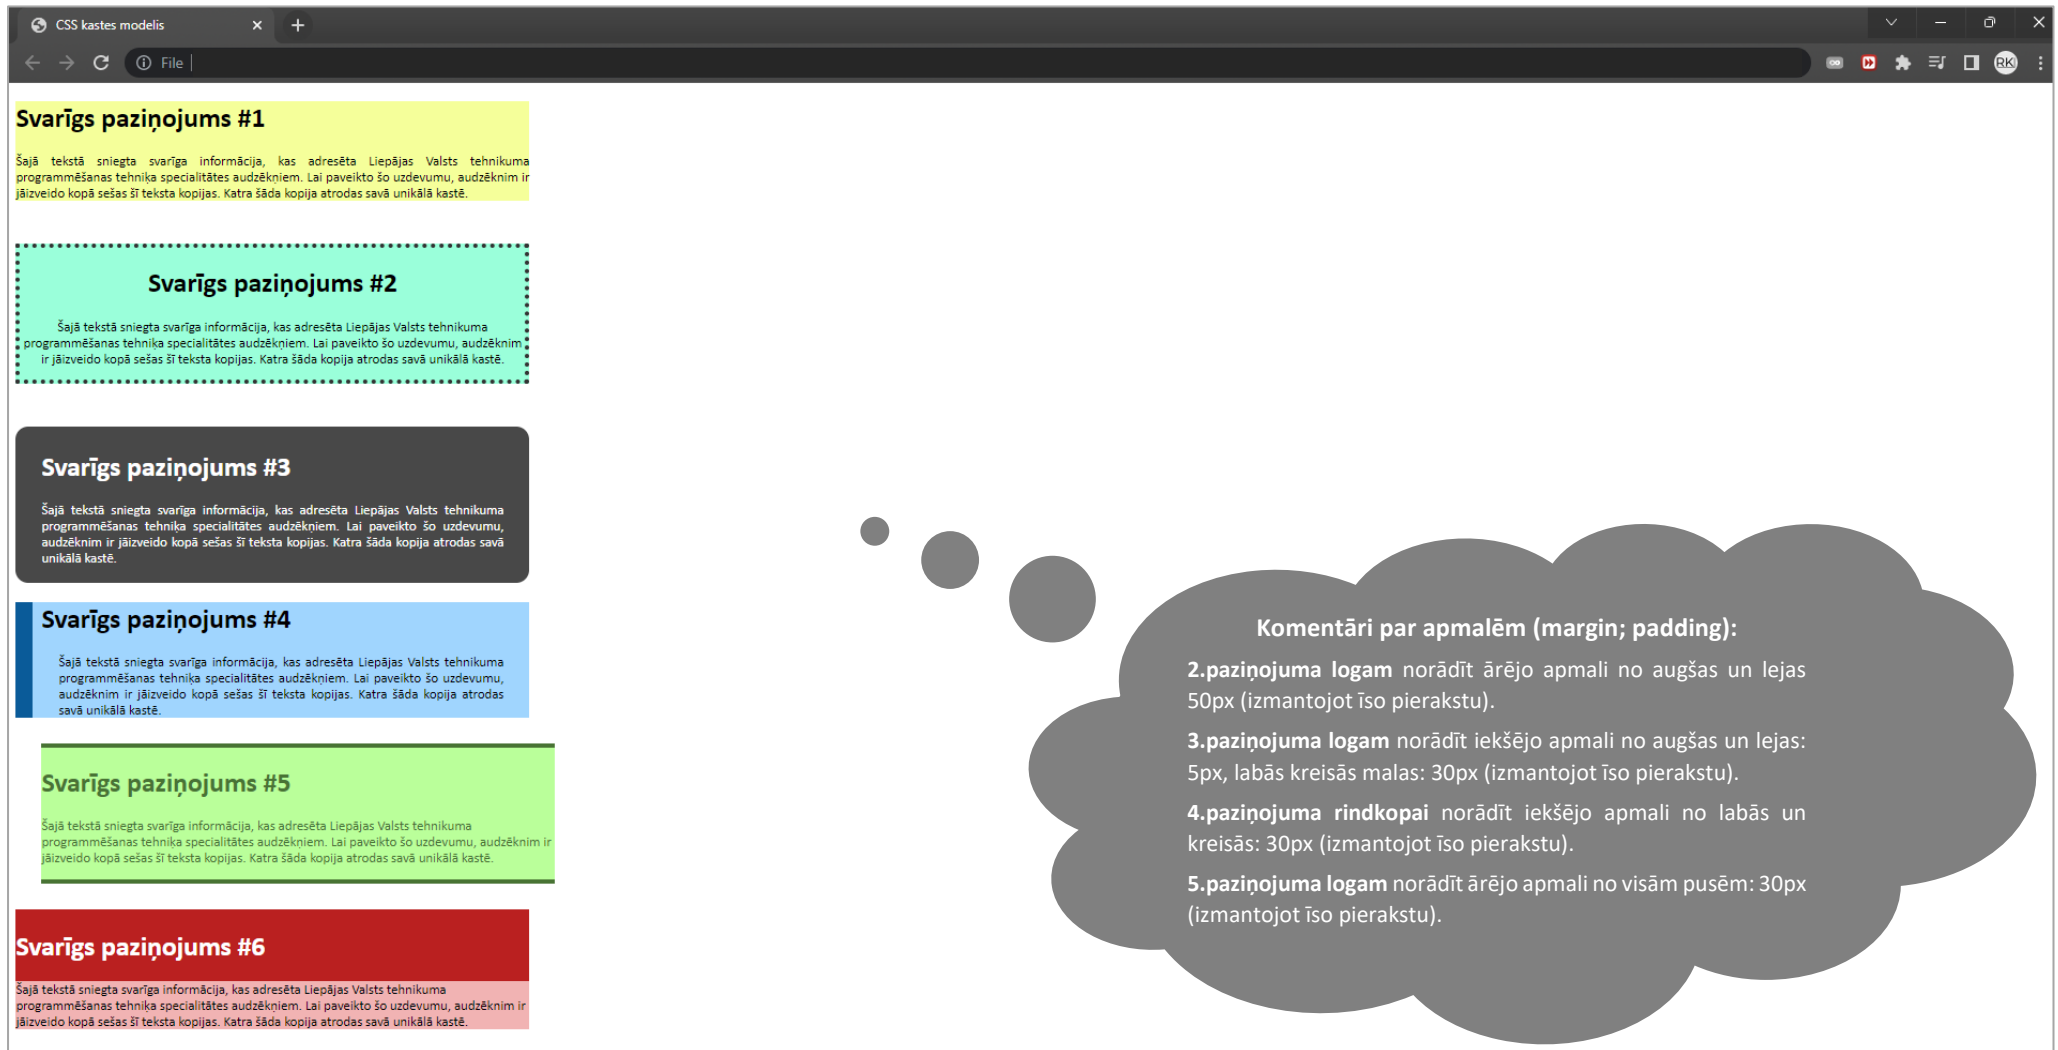 CSS kastes modelis
File
RK
Svarīgs paziņojums #1
Šajā tekstā sniegta svarīga informācija, kas adresēta Liepājas Valsts tehnikuma
programmēšanas tehniķa specialitātes audzēkņiem. Lai paveikto šo uzdevumu, audzēknim ir
jāizveido kopā sešas šī teksta kopijas. Katra šāda kopija atrodas savā unikālā kastē.
Svarīgs paziņojums #2
Šajā tekstā sniegta svarīga informācija, kas adresēta Liepājas Valsts tehnikuma
programmēšanas tehniķa specialitātes audzēkņiem. Lai paveikto šo uzdevumu, audzēknim
ir jāizveido kopā sešas šī teksta kopijas. Katra šāda kopija atrodas savā unikālā kastē.
Svarīgs paziņojums #3
Šajā tekstā sniegta svarīga informācija, kas adresēta Liepājas Valsts tehnikuma
programmēšanas tehniķa specialitātes audzēkņiem. Lai paveikto šo uzdevumu,
audzēknim ir jāizveido kopā sešas šī teksta kopijas. Katra šāda kopija atrodas savā
unikālā kastē.
Svarīgs paziņojums #4
Šajā tekstā sniegta svarīga informācija, kas adresēta Liepājas Valsts tehnikuma
programmēšanas tehniķa specialitātes audzēkņiem. Lai paveikto šo uzdevumu,
audzēknim ir jāizveido kopā sešas šī teksta kopijas. Katra šāda kopija atrodas
savā unikālā kastē.
Svarīgs paziņojums #5
Šajā tekstā sniegta svarīga informācija, kas adresēta Liepājas Valsts tehnikuma
programmēšanas tehniķa specialitātes audzēkņiem. Lai paveikto šo uzdevumu, audzēknim ir
jāizveido kopā sešas šī teksta kopijas. Katra šāda kopija atrodas savā unikālā kastē.
Svarīgs paziņojums #6
Šajā tekstā sniegta svarīga informācija, kas adresēta Liepājas Valsts tehnikuma
programmēšanas tehniķa specialitātes audzēkņiem. Lai paveikto šo uzdevumu, audzēknim ir
jāizveido kopā sešas šī teksta kopijas. Katra šāda kopija atrodas savā unikālā kastē.
Komentāri par apmalēm (margin; padding):
2.paziņojuma logam norādīt ārējo apmali no augšas un lejas
50px (izmantojot īso pierakstu).
3.paziņojuma logam norādīt iekšējo apmali no augšas un lejas:
5px, labās kreisās malas: 30px (izmantojot īso pierakstu).
4.paziņojuma rindkopai norādīt iekšējo apmali no labās un
kreisās: 30px (izmantojot īso pierakstu).
5.paziņojuma logam norādīt ārējo apmali no visām pusēm: 30px
(izmantojot īso pierakstu).